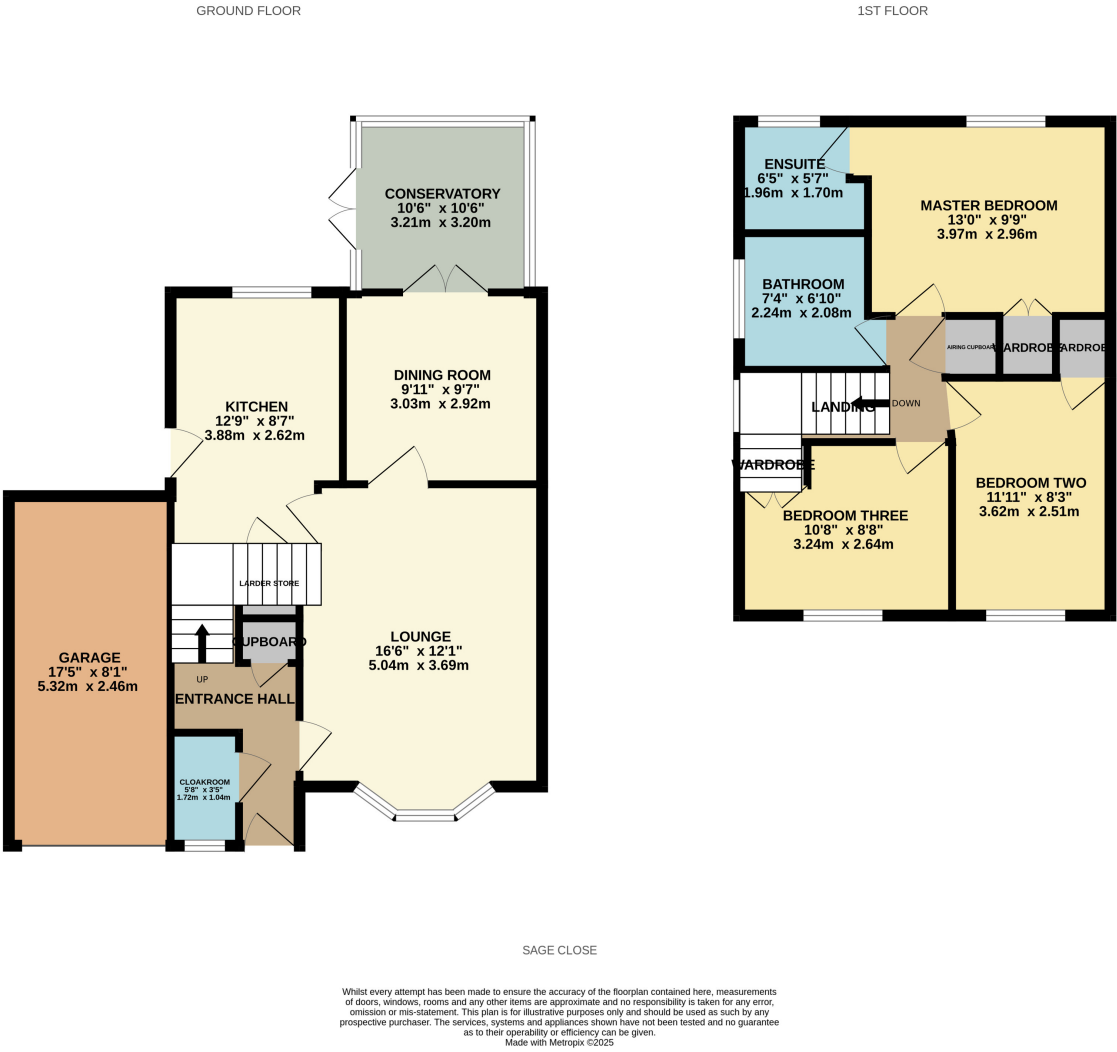 GROUND FLOOR
1ST FLOOR
CONSERVATORY
10'6" x 10'6"
3.21m x 3.20m
DINING ROOM
9'11" x 9'7"
3.03m x 2.92m
KITCHEN
12'9" x 8'7"
3.88m x 2.62m
LARDER STORE
CUPBOARD
LOUNGE
16'6" x 12'1"
5.04m x 3.69m
GARAGE
17'5" x 8'1"
5.32m x 2.46m
UP
ENTRANCE HALL
CLOAKROOM
5'8" x 3'5"
1.72m x 1.04m
ENSUITE
6'5" x 5'7"
1.96m x 1.70m
MASTER BEDROOM
13'0" x 9'9"
3.97m x 2.96m
BATHROOM
7'4" x 6'10"
2.24m x 2.08m
AIRING CUPBOARD
WARDROBE
WARDROBE
LANDING
DOWN
WARDROBE
BEDROOM TWO
11'11" x 8'3"
3.62m x 2.51m
BEDROOM THREE
10'8" x 8'8"
3.24m x 2.64m
SAGE CLOSE
Whilst every attempt has been made to ensure the accuracy of the floorplan contained here, measurements
of doors, windows, rooms and any other items are approximate and no responsibility is taken for any error,
omission or mis-statement. This plan is for illustrative purposes only and should be used as such by any
prospective purchaser. The services, systems and appliances shown have not been tested and no guarantee
as to their operability or efficiency can be given.
Made with Metropix ©2025